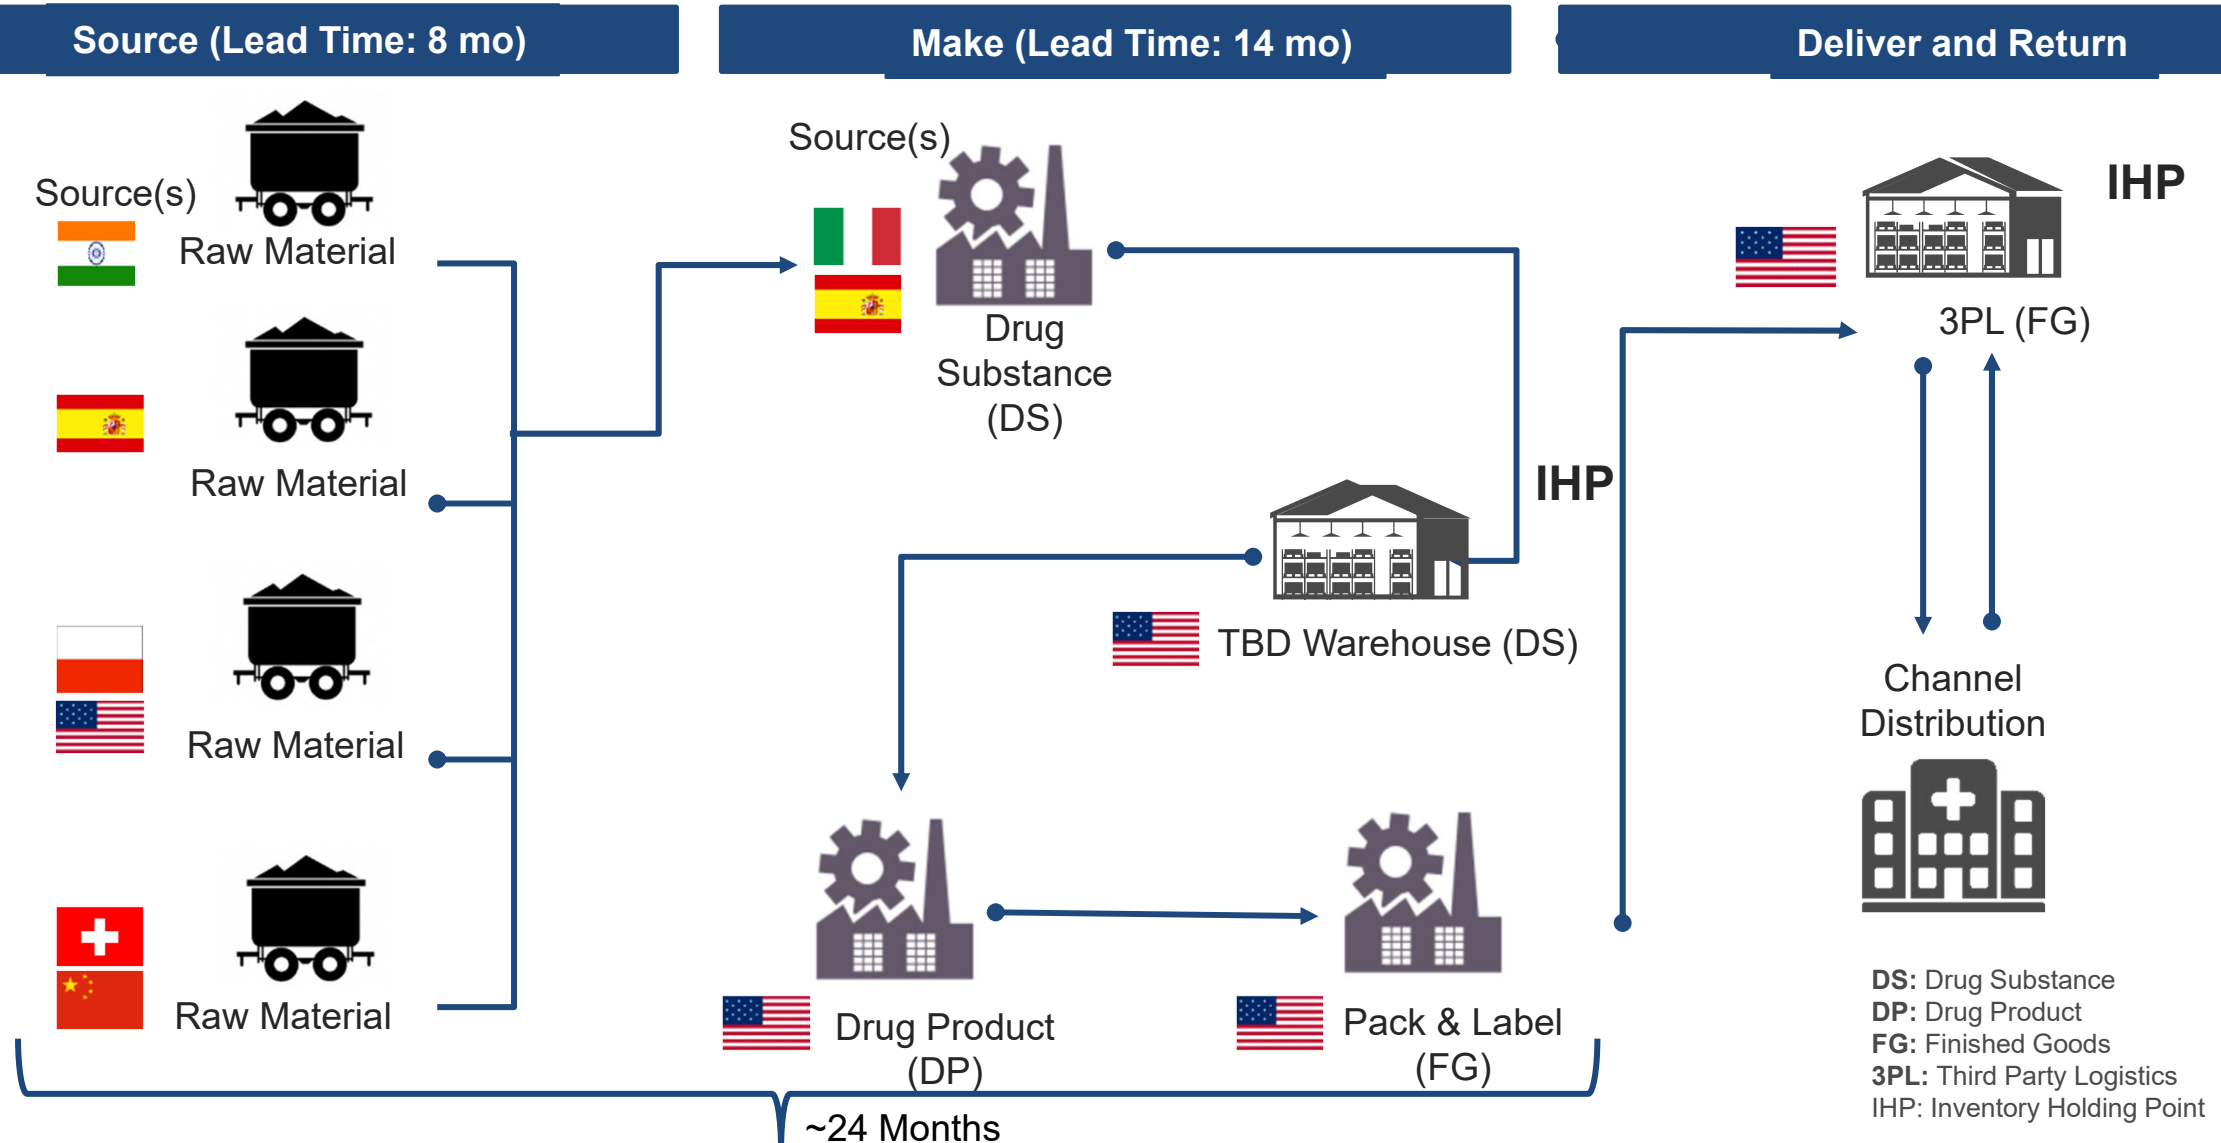 Source (Lead Time: 8 mo)
Make (Lead Time: 14 mo)
Deliver and Return
Source(s)
Raw Material
Raw Material
Raw Material
Raw Material
Source(s)
Drug
Substance
(DS)
IHP
TBD Warehouse (DS)
Drug Product
(DP)
Pack & Label
(FG)
~24 Months
IHP
3PL (FG)
Channel
Distribution
DS: Drug Substance
DP: Drug Product
FG: Finished Goods
3PL: Third Party Logistics
IHP: Inventory Holding Point